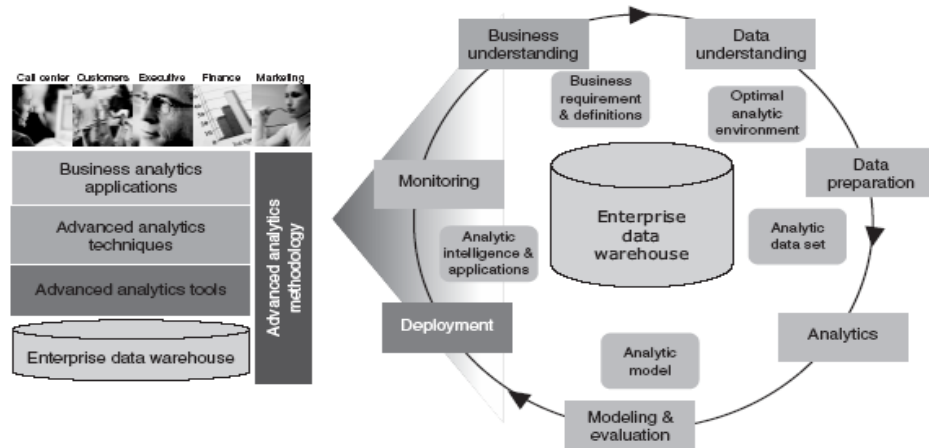 Call center Customers Executive Finance Marketing
Business analytics
applications
Advanced analytics
techniques
Advanced analytics tools
Enterprise data warehouse
Advanced analytics
methodology
Business
understanding
Data
understanding
Business
requirement
& definitions
Optimal
analytic
environment
Monitoring
Data
preparation
Enterprise
data
warehouse
Analytic
intelligence &
applications
Analytic
data set
Deployment
Analytics
Analytic
model
Modeling &
evaluation